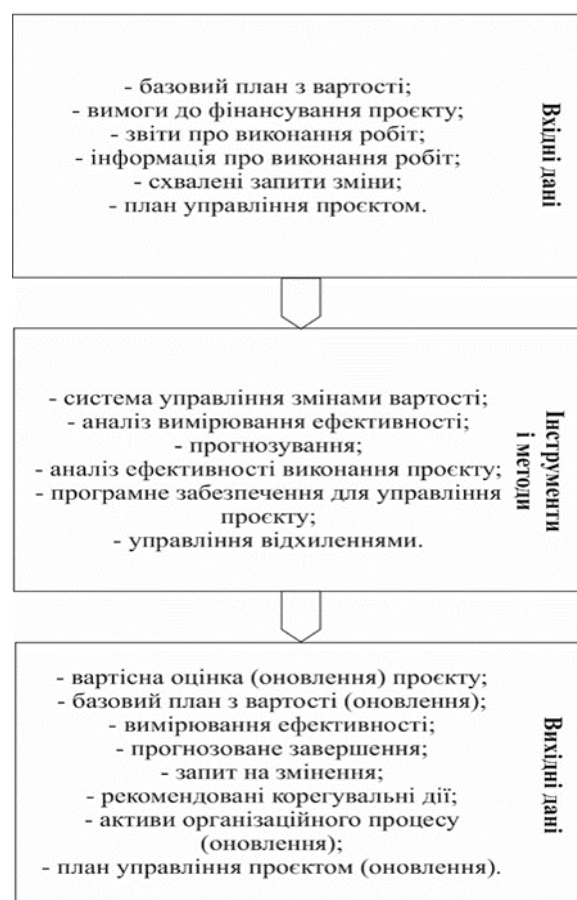 - базовий план з вартості;
- вимоги до фінансування проєкту;
- звіти про виконання робіт;
- інформація про виконання робіт;
- схвалені запити зміни;
- план управління проєктом.
Вхідні дані
- система управління змінами вартості;
- аналіз вимірювання ефективності;
- прогнозування;
- аналіз ефективності виконання проєкту;
- програмне забезпечення для управління
проєкту;
- управління відхиленнями.
Інструменти
і методи
- вартісна оцінка (оновлення) проєкту;
- базовий план з вартості (оновлення);
- вимірювання ефективності;
- прогнозоване завершення;
- запит на змінення;
- рекомендовані корегувальні дії;
- активи організаційного процесу
(оновлення);
- план управління проєктом (оновлення).
Вихідні дані